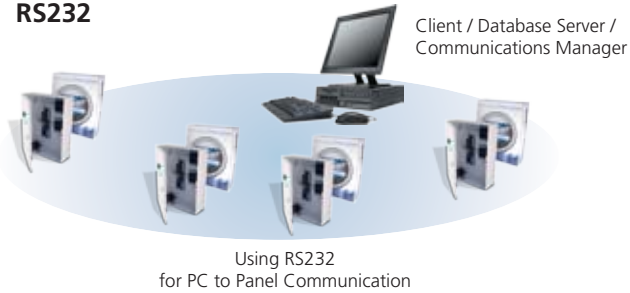 RS232
Client / Database Server /
Communications Manager
Using RS232
for PC to Panel Communication